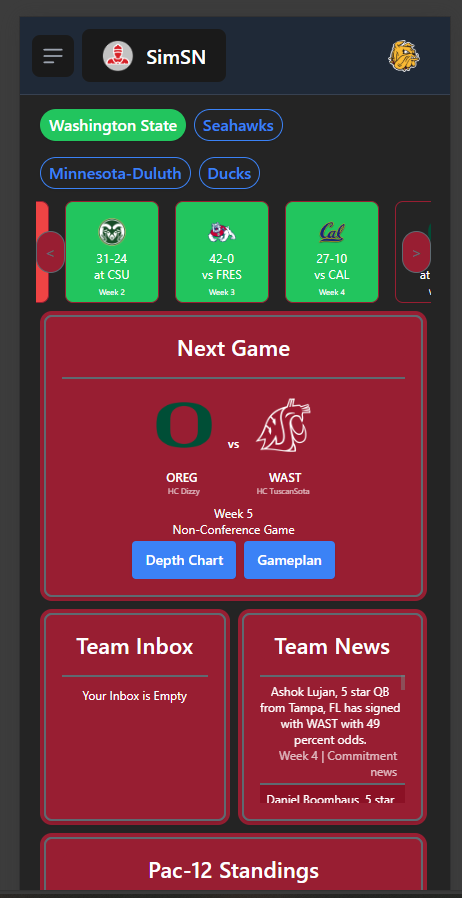 SimSN
Washington State
Seahawks
Minnesota-Duluth
Ducks
<
31-24
at CSU
Week 2
42-0
vs FRES
Week 3
Cal
27-10
vs CAL
Week 4
>
at
Next Game
O
vs
OREG
WAST
HC Dizzy
HC TuscanSota
Week 5
Non-Conference Game
Depth Chart
Gameplan
Team Inbox
Your Inbox is Empty
Team News
Ashok Lujan, 5 star QB
from Tampa, FL has signed
with WAST with 49
percent odds.
Week 4 | Commitment
news
Daniel Boomhaus, 5 star
Pac-12 Standings